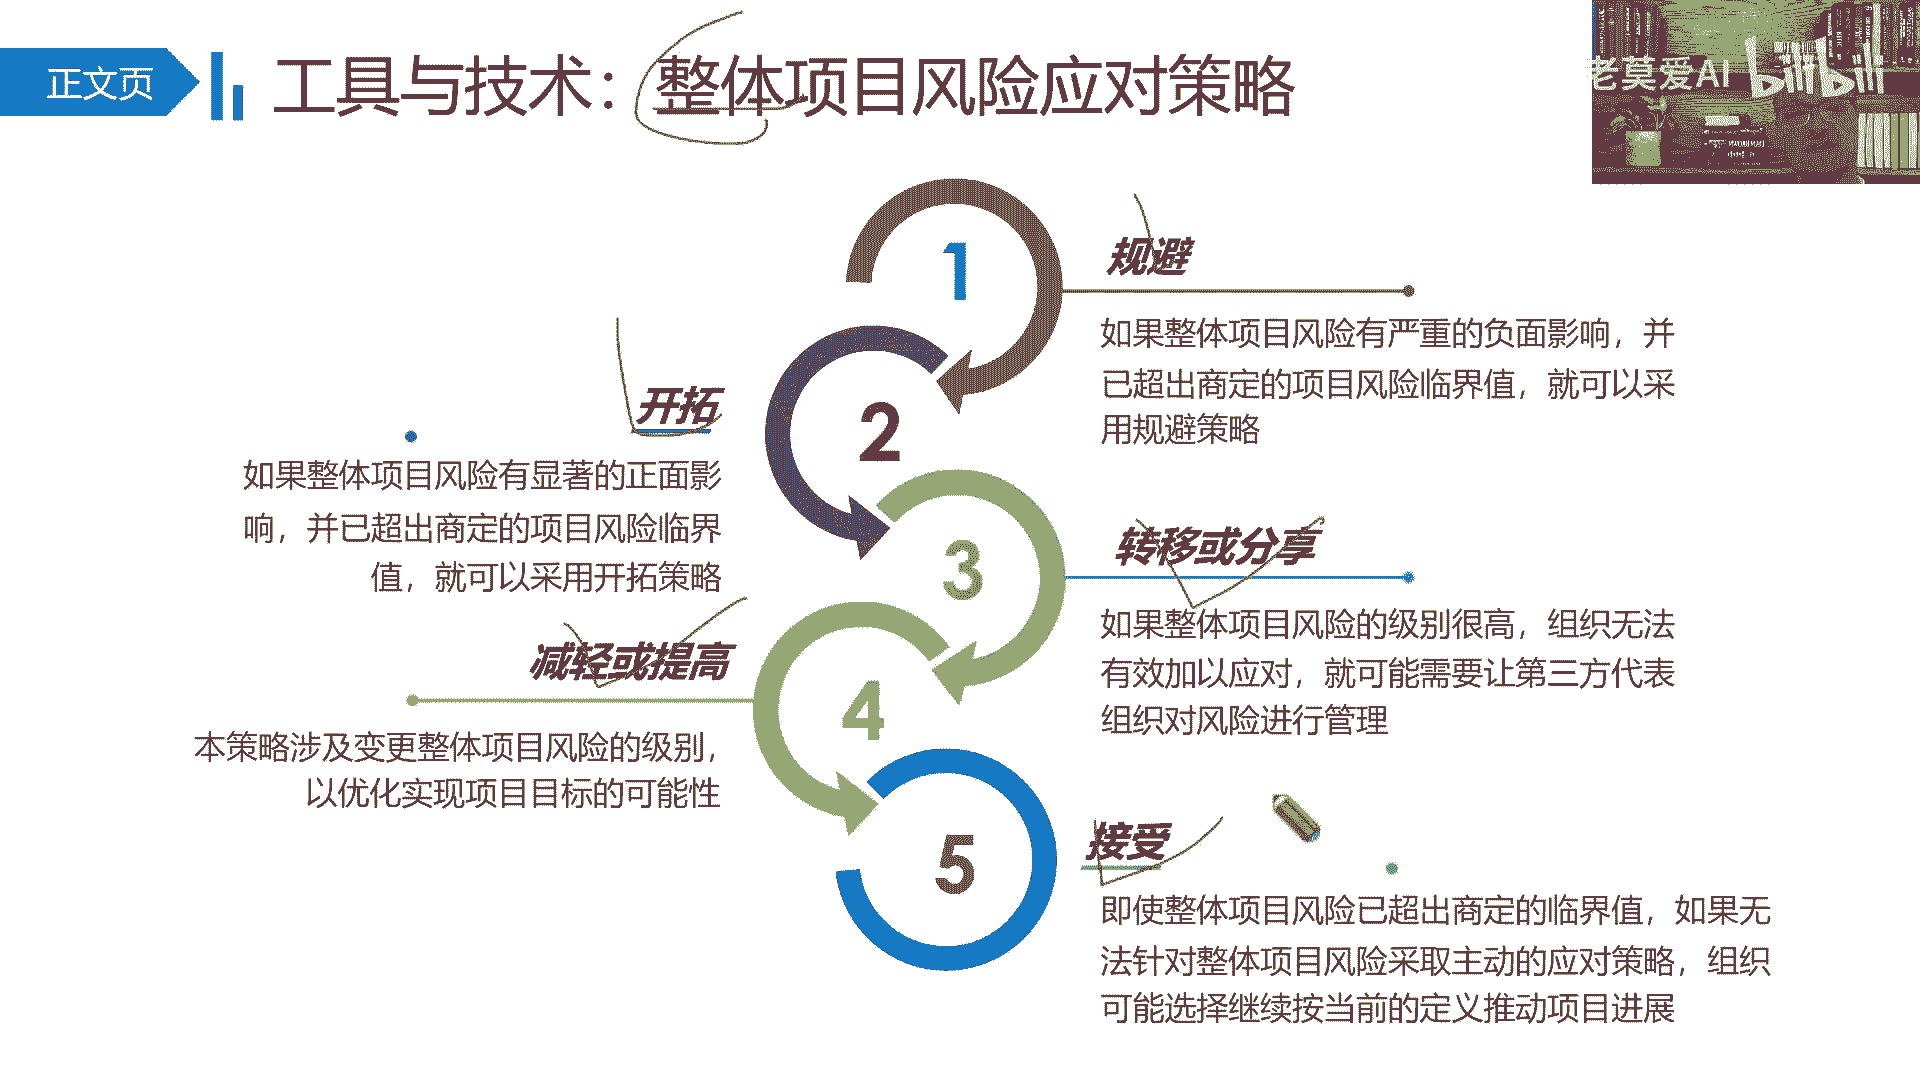 正文页
工具与技术：整体项目风险应对策略
老莫爱AI
bilibili
1
规避
如果整体项目风险有严重的负面影响，并
已超出商定的项目风险临界值，就可以采
用规避策略
2
开拓
如果整体项目风险有显著的正面影
响，并已超出商定的项目风险临界
值，就可以采用开拓策略
3
转移或分享
如果整体项目风险的级别很高，组织无法
有效加以应对，就可能需要让第三方代表
组织对风险进行管理
4
减轻或提高
本策略涉及变更整体项目风险的级别，
以优化实现项目目标的可能性
5
接受
即使整体项目风险已超出商定的临界值，如果无
法针对整体项目风险采取主动的应对策略，组织
可能选择继续按当前的定义推动项目进展